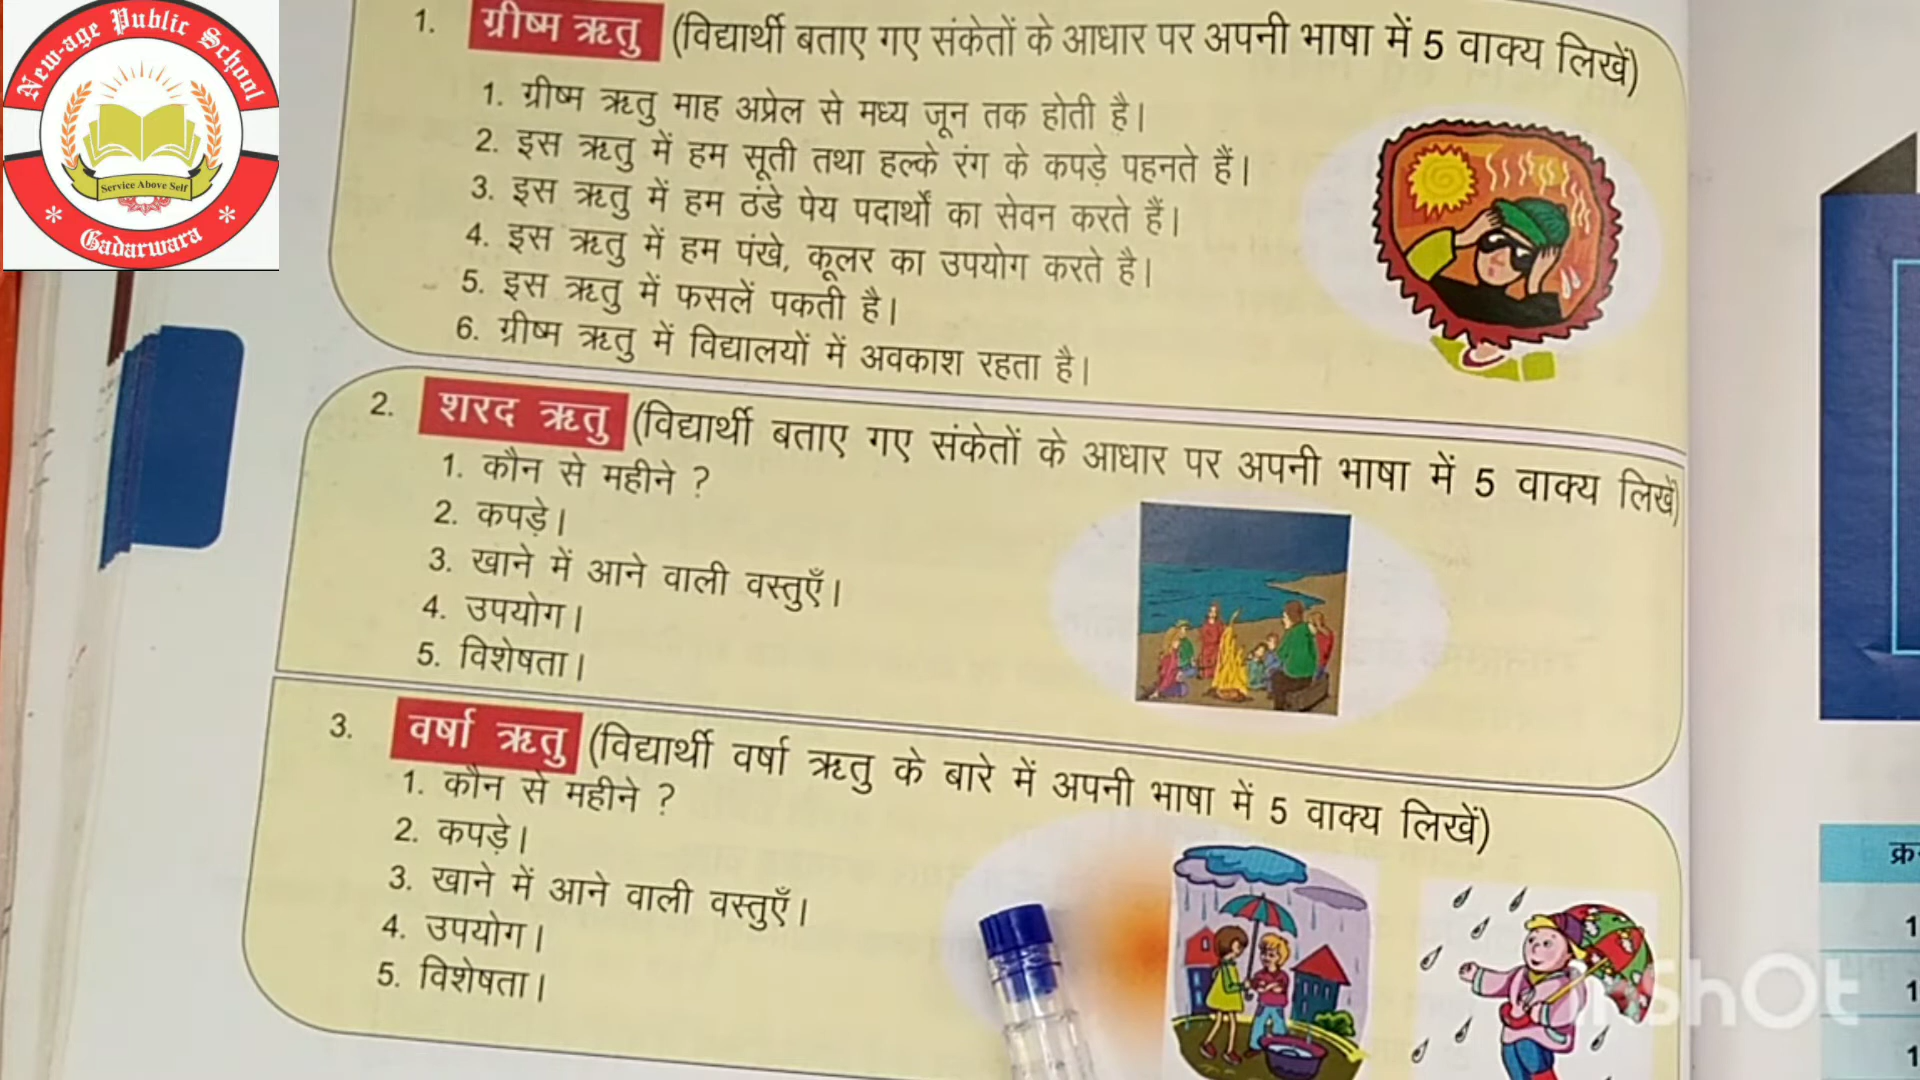 New-age Public School
Service Above Self
Gadarwara
1. ग्रीष्म ऋतु (विद्यार्थी बताए गए संकेतों के आधार पर अपनी भाषा में 5 वाक्य लिखें)
1. ग्रीष्म ऋतु माह अप्रेल से मध्य जून तक होती है।
2. इस ऋतु में हम सूती तथा हल्के रंग के कपड़े पहनते हैं।
3. इस ऋतु में हम ठंडे पेय पदार्थों का सेवन करते हैं।
4. इस ऋतु में हम पंखे, कूलर का उपयोग करते है।
5. इस ऋतु में फसलें पकती है।
6. ग्रीष्म ऋतु में विद्यालयों में अवकाश रहता है।
2. शरद ऋतु (विद्यार्थी बताए गए संकेतों के आधार पर अपनी भाषा में 5 वाक्य लिखें)
1. कौन से महीने ?
2. कपड़े।
3. खाने में आने वाली वस्तुएँ।
4. उपयोग।
5. विशेषता।
3. वर्षा ऋतु (विद्यार्थी वर्षा ऋतु के बारे में अपनी भाषा में 5 वाक्य लिखें)
1. कौन से महीने ?
2. कपड़े।
3. खाने में आने वाली वस्तुएँ।
4. उपयोग।
5. विशेषता।
क्र
1
1
1